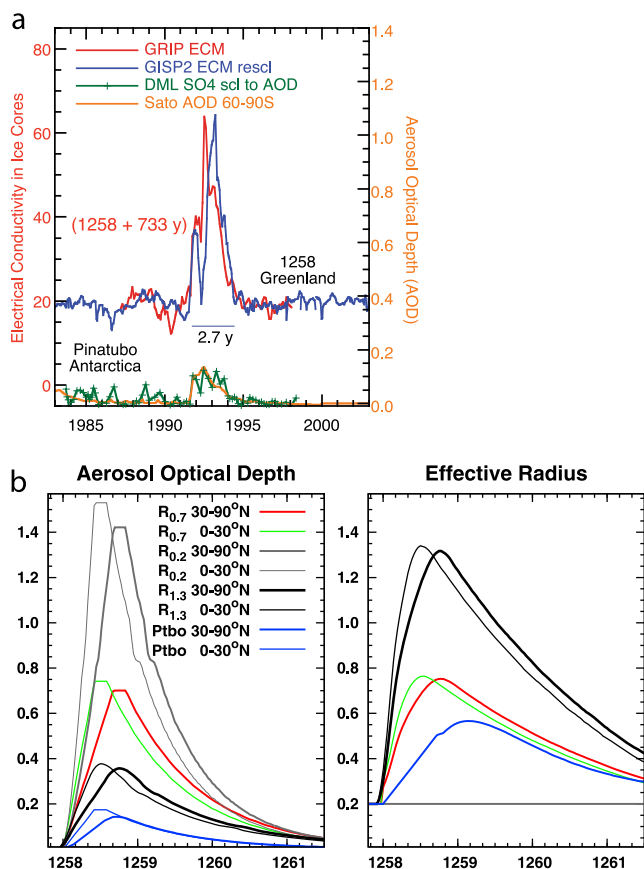 a
80
60
40
20
0
Electrical Conductivity in Ice Cores
GRIP ECM
GISP2 ECM rescl
DML SO4 scl to AOD
Sato AOD 60-90S
(1258 + 733 y)
1258
Greenland
2.7 y
Pinatubo
Antarctica
1.4
1.2
1.0
0.8
0.6
0.4
0.2
0.0
Aerosol Optical Depth (AOD)
1985 1990 1995 2000
b
Aerosol Optical Depth
R0.7 30-90oN
R0.7 0-30oN
R0.2 30-90oN
R0.2 0-30oN
R1.3 30-90oN
R1.3 0-30oN
Ptbo 30-90oN
Ptbo 0-30oN
1.4
1.2
1.0
0.8
0.6
0.4
0.2
1258 1259 1260 1261
Effective Radius
1.4
1.2
1.0
0.8
0.6
0.4
0.2
1258 1259 1260 1261